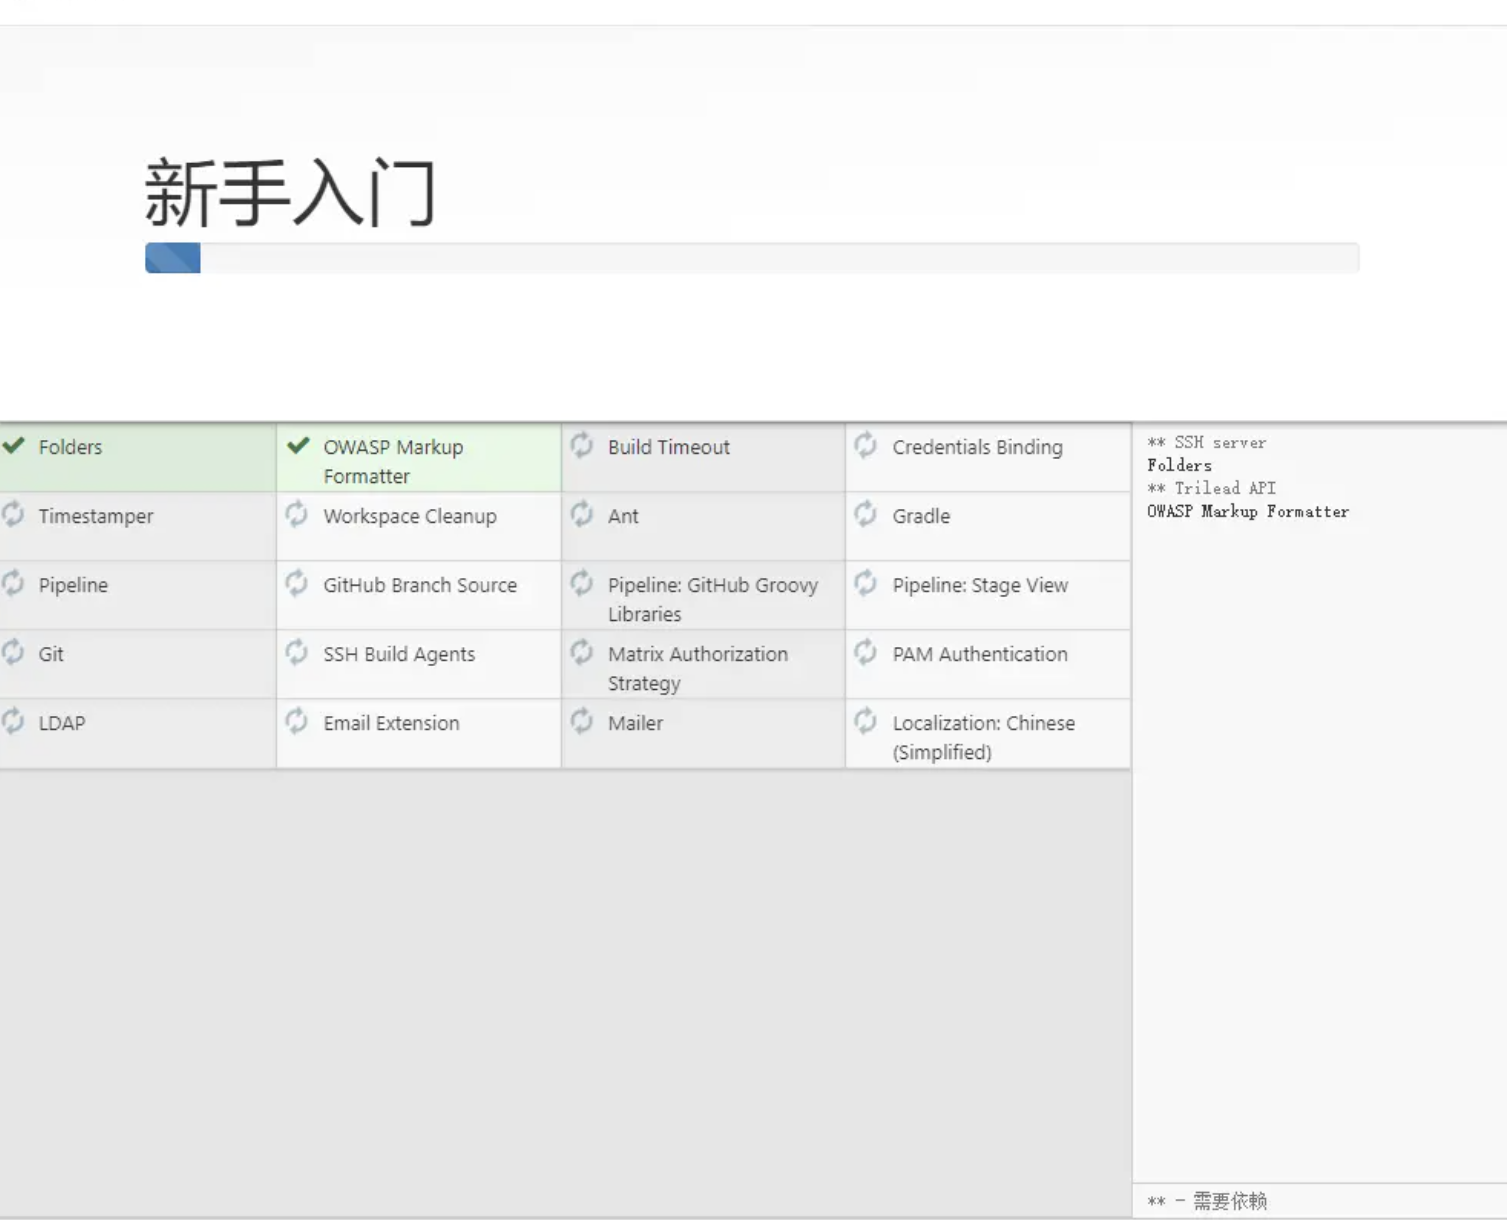 新手入门
Folders
OWASP Markup
Formatter
Build Timeout
Credentials Binding
Timestamper
Workspace Cleanup
Ant
Gradle
Pipeline
GitHub Branch Source
Pipeline: GitHub Groovy
Libraries
Pipeline: Stage View
Git
SSH Build Agents
Matrix Authorization
Strategy
PAM Authentication
LDAP
Email Extension
Mailer
Localization: Chinese
(Simplified)
** SSH server
Folders
** Trilead API
OWASP Markup Formatter
** - 需要依赖